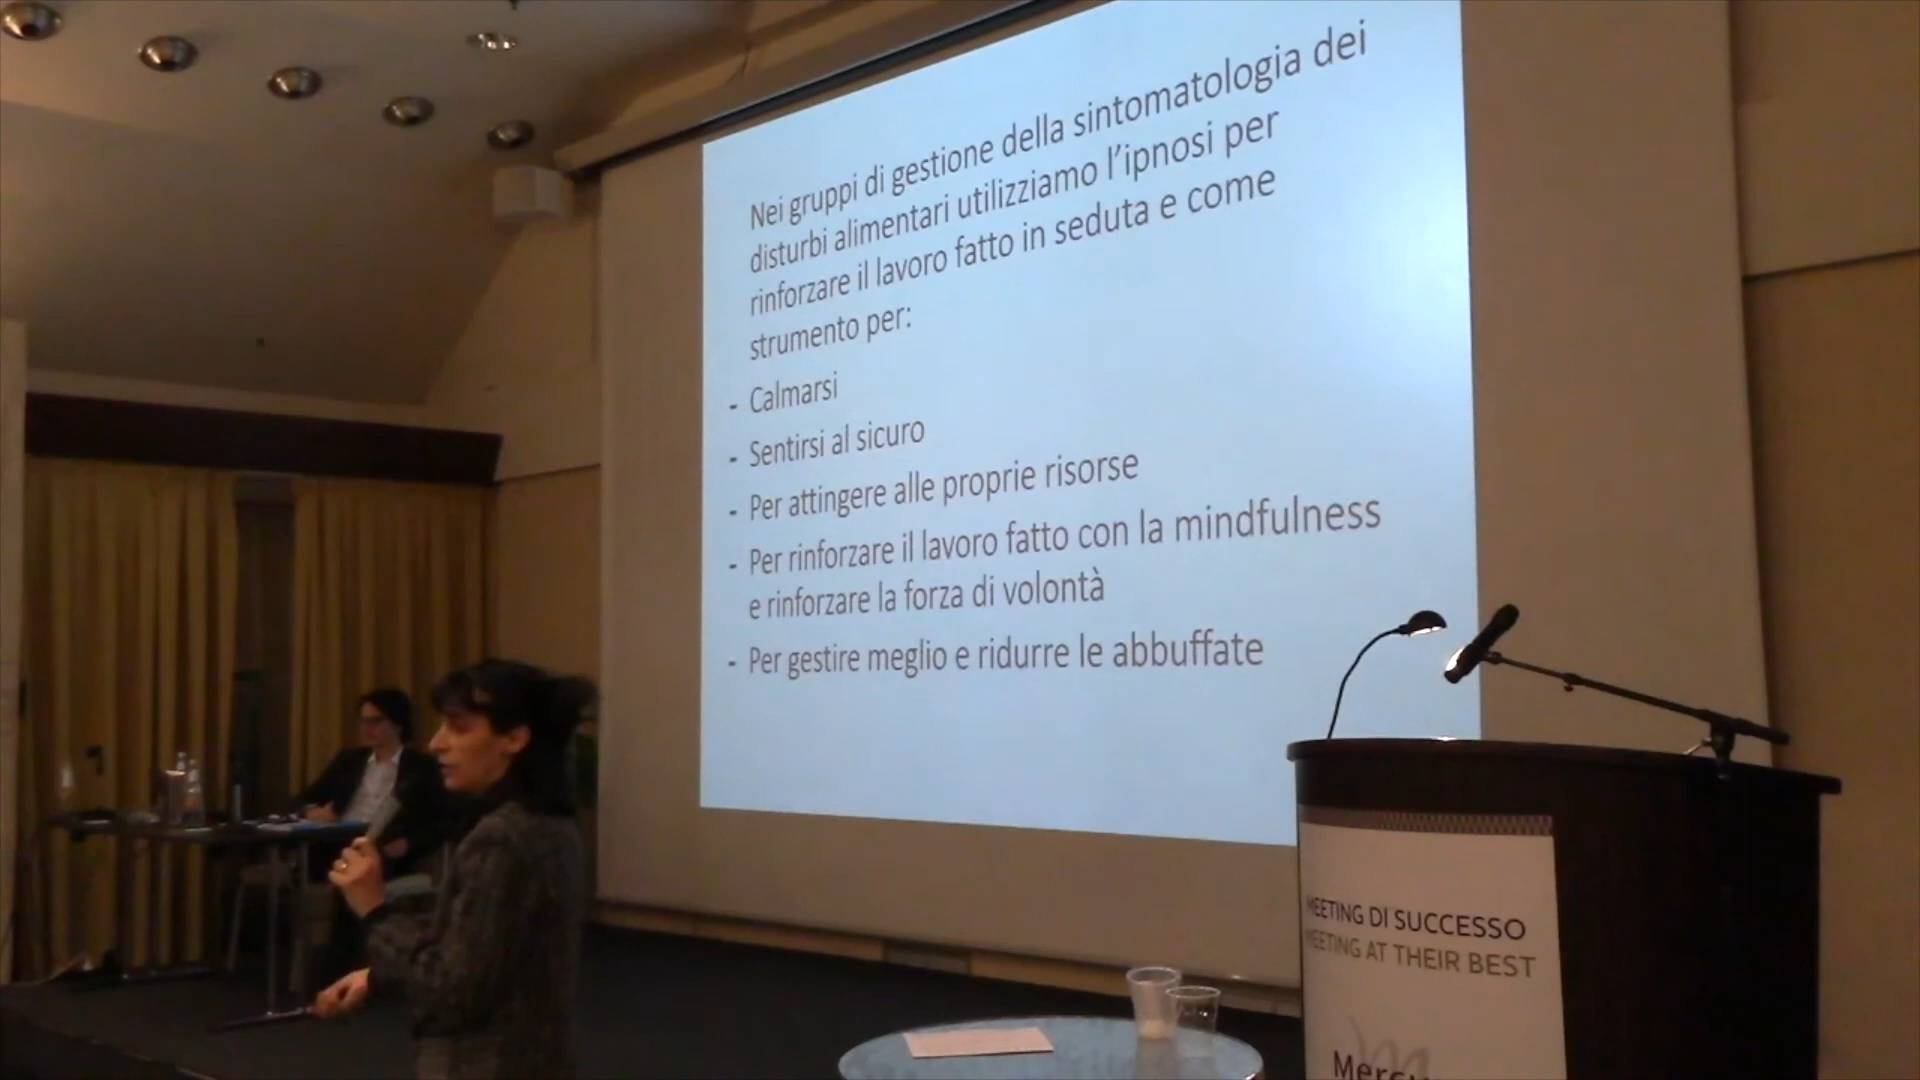 Nei gruppi di gestione della sintomatologia dei
disturbi alimentari utilizziamo l'ipnosi per
rinforzare il lavoro fatto in seduta e come
strumento per:
- Calmarsi
- Sentirsi al sicuro
- Per attingere alle proprie risorse
- Per rinforzare il lavoro fatto con la mindfulness
e rinforzare la forza di volontà
- Per gestire meglio e ridurre le abbuffate
MEETING DI SUCCESSO
MEETING AT THEIR BEST